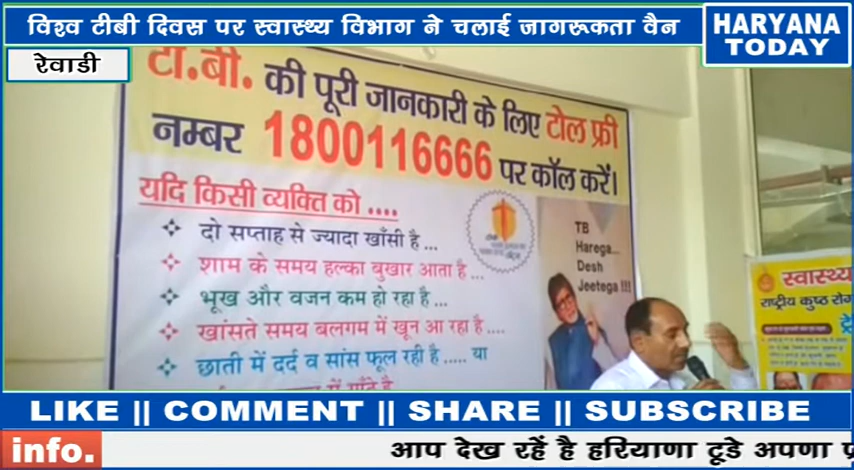 विश्व टीबी दिवस पर स्वास्थ्य विभाग ने चलाई जागरूकता वैन
HARYANA
TODAY
रेवाडी
टी.बी. की पूरी जानकारी के लिए टोल फ्री
नम्बर 1800116666 पर कॉल करें।
यदि किसी व्यक्ति को ....
दो सप्ताह से ज्यादा खाँसी है ...
शाम के समय हल्का बुखार आता है ...
भूख और वजन कम हो रहा है ...
खांसते समय बलगम में खून आ रहा है ....
छाती में दर्द व सांस फूल रही है ..... या
में गाँठे है
TB
Harega...
Desh
Jeetega !!!
स्वास्थ्य
राष्ट्रीय कुष्ठ रो
LIKE || COMMENT || SHARE || SUBSCRIBE
info.
आप देख रहें है हरियाणा टूडे अपणा प्र